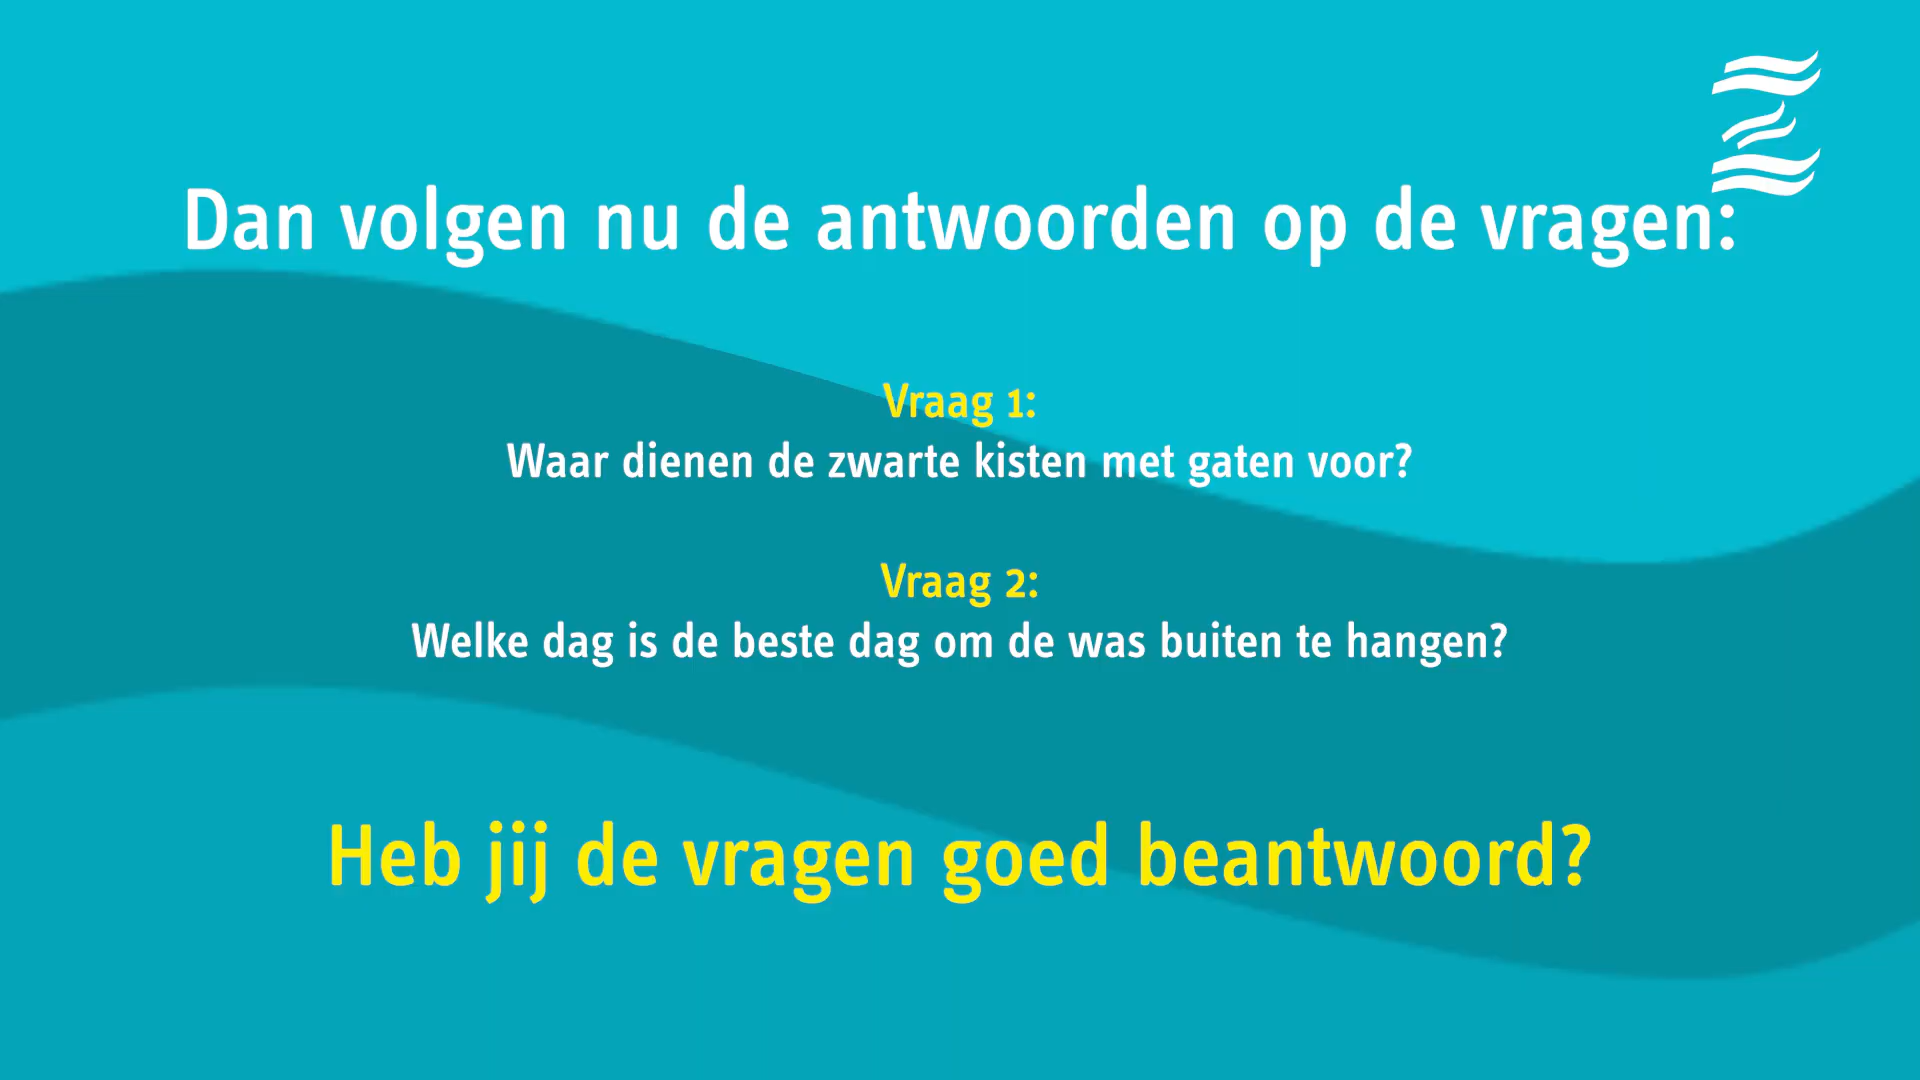 Dan volgen nu de antwoorden op de vragen:
Vraag 1:
Waar dienen de zwarte kisten met gaten voor?
Vraag 2:
Welke dag is de beste dag om de was buiten te hangen?
Heb jij de vragen goed beantwoord?